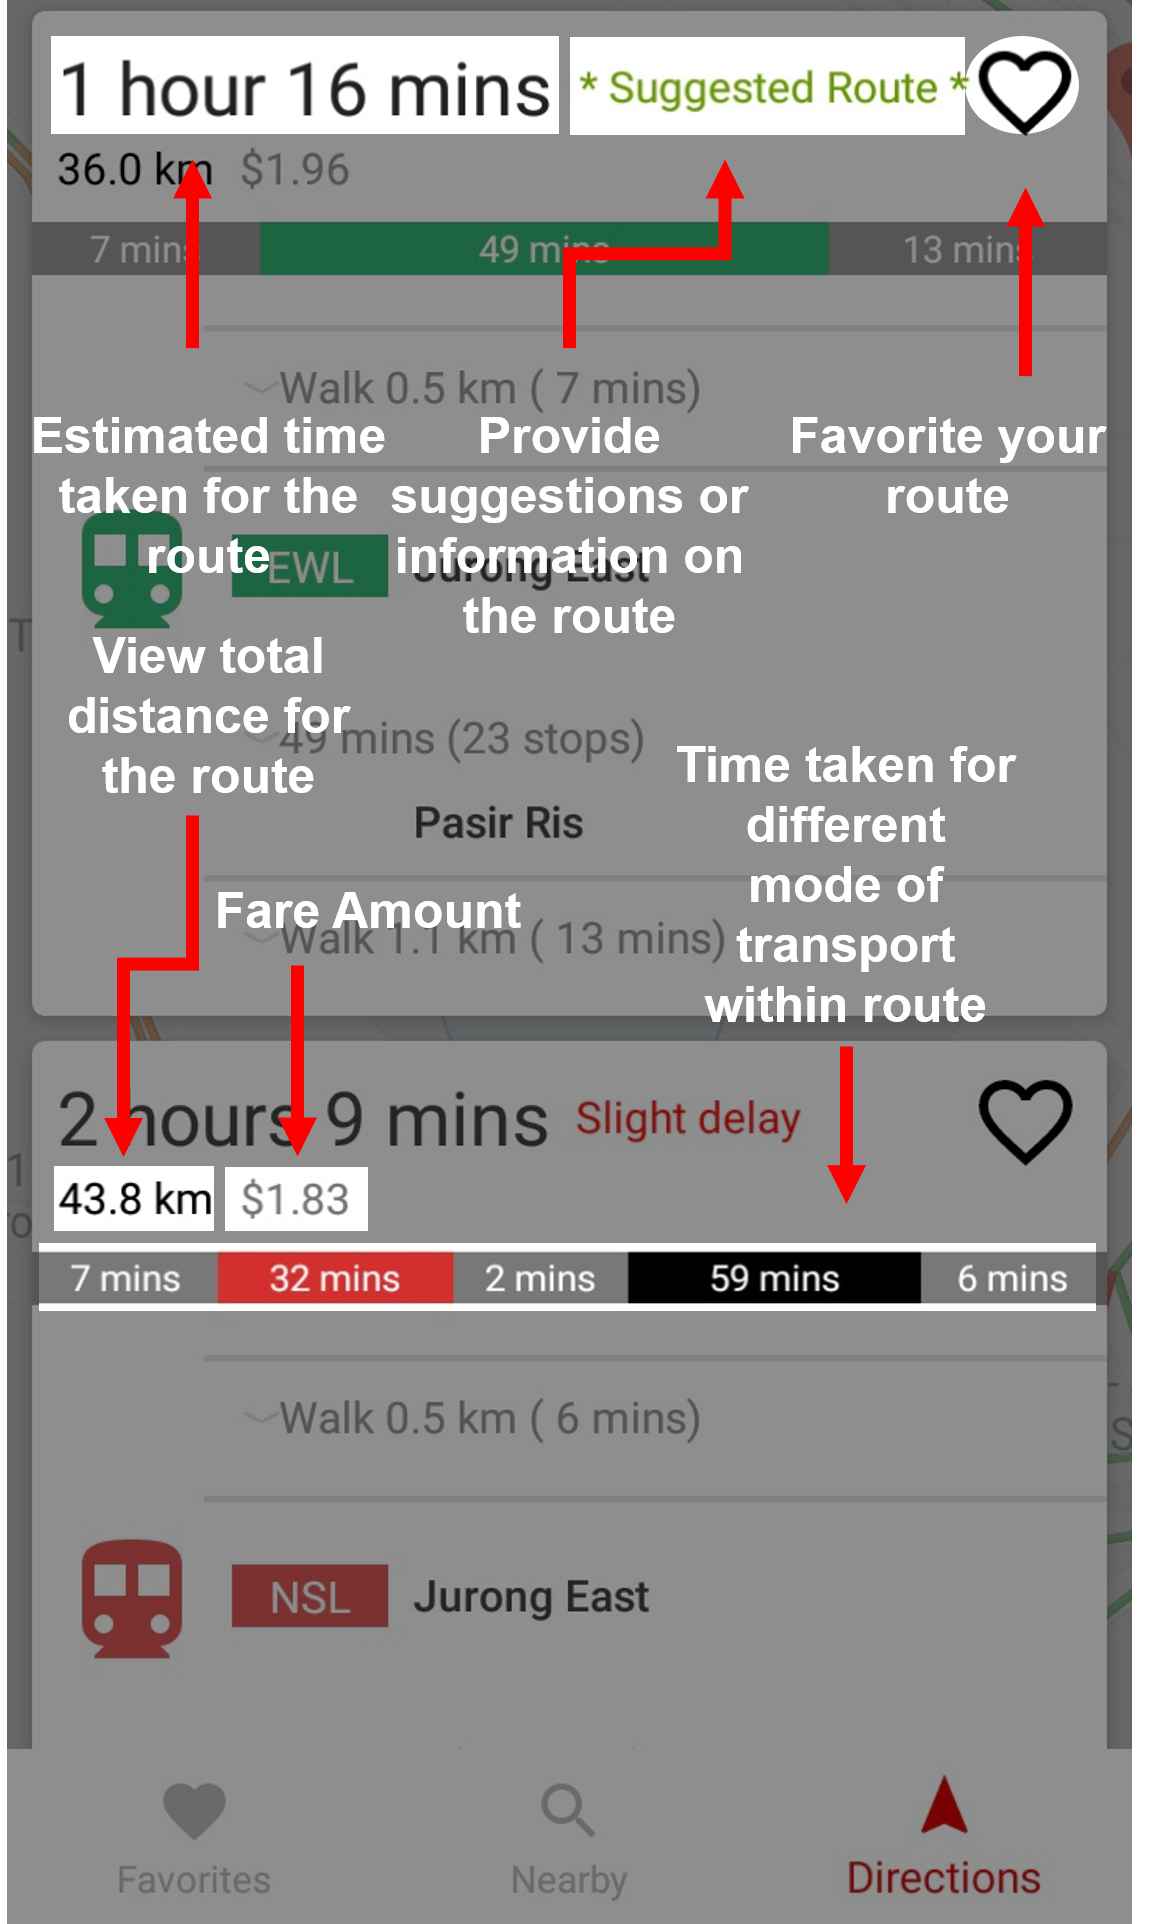 1 hour 16 mins * Suggested Route *
36.0 km $1.96
7 mins 49 mins 13 mins
Walk 0.5 km ( 7 mins)
Estimated time
taken for the
route
Provide
suggestions or
information on
the route
Favorite your
route
EWL Jurong East
View total
distance for
the route
49 mins (23 stops)
Pasir Ris
Time taken for
different
mode of
transport
within route
Fare Amount
Walk 1.1 km ( 13 mins)
2 hours 9 mins Slight delay
43.8 km $1.83
7 mins 32 mins 2 mins 59 mins 6 mins
Walk 0.5 km ( 6 mins)
NSL Jurong East
Favorites Nearby Directions